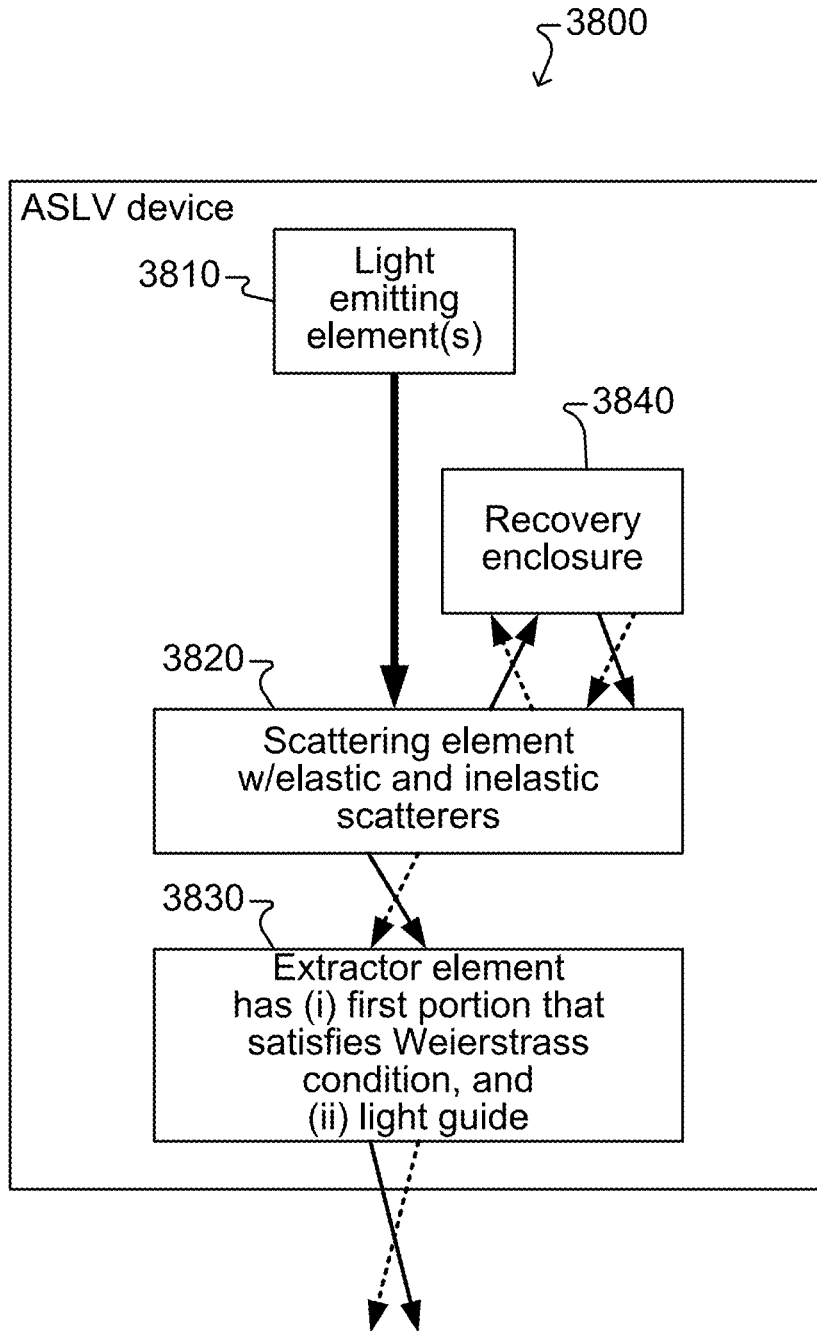 3800
ASLV device
3810
Light
emitting
element(s)
3840
Recovery
enclosure
3820
Scattering element
w/elastic and inelastic
scatterers
3830
Extractor element
has (i) first portion that
satisfies Weierstrass
condition, and
(ii) light guide